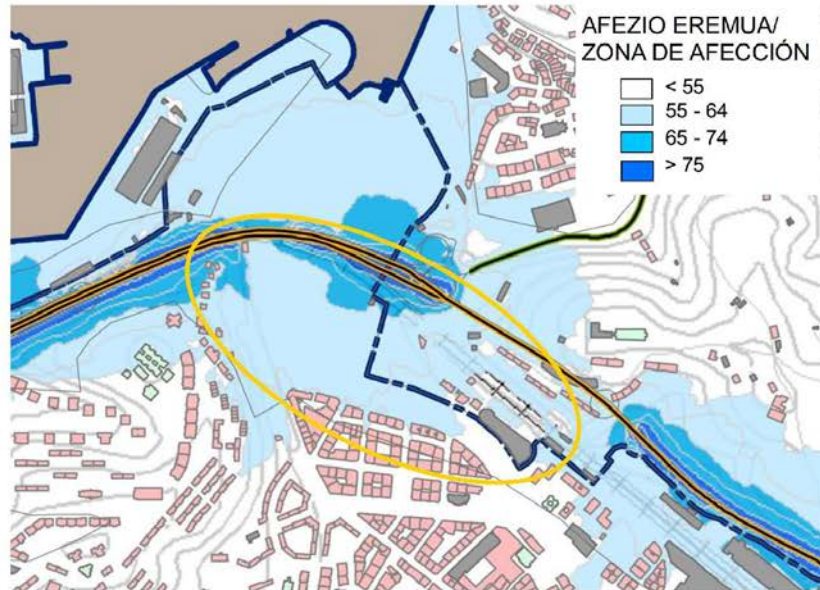 AFEZIO EREMUA/
ZONA DE AFECCIÓN
< 55
55 - 64
65 - 74
> 75